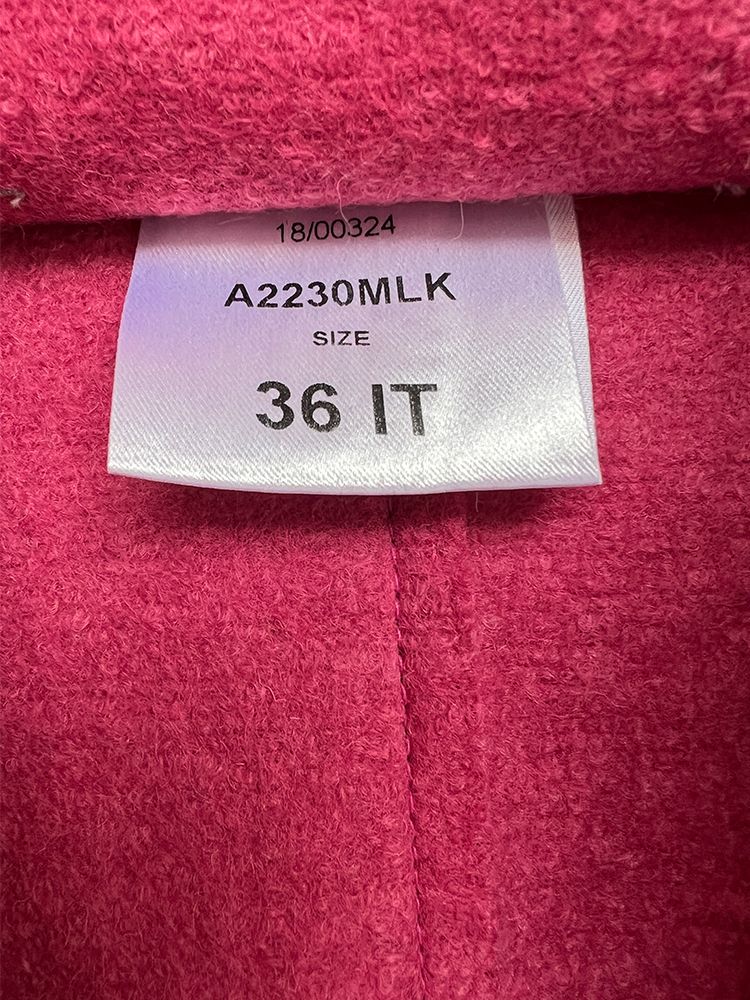 18/00324
A2230MLK
SIZE
36 IT